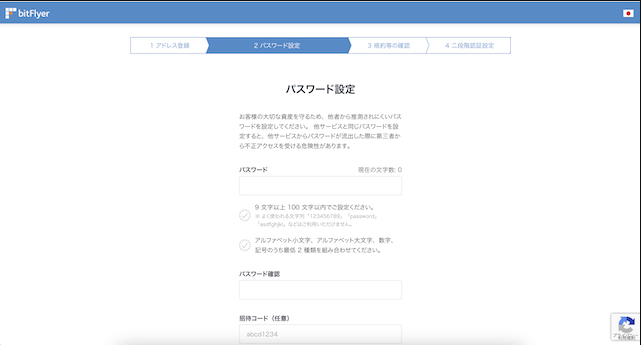 bitFlyer
1 アドレス登録
2 パスワード設定
3 規約等の確認
4 二段階認証設定
パスワード設定
お客様の大切な資産を守るため、他者から推測されにくいパス
ワードを設定してください。 他サービスと同じパスワードを設
定すると、他サービスからパスワードが流出した際に第三者か
ら不正アクセスを受ける危険性があります。
パスワード
現在の文字数: 0
9 文字以上 100 文字以内でご設定ください。
※ よく使われる文字列「123456789」「password」
「asdfghjkl」などはご利用いただけません。
アルファベット小文字、アルファベット大文字、数字、
記号のうち最低 2 種類を組み合わせてください。
パスワード確認
招待コード（任意）
abcd1234